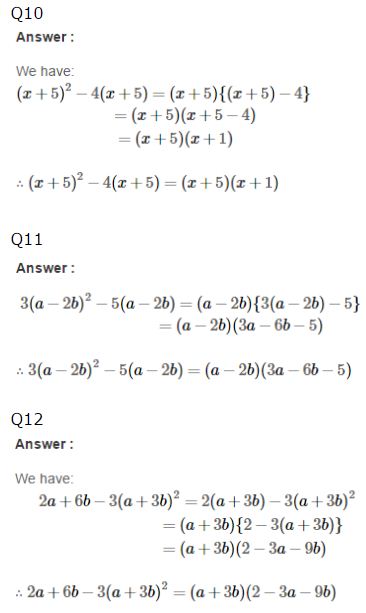 Q10
Answer :
We have:
(x + 5)² − 4(x + 5) = (x + 5){(x + 5) − 4}
= (x + 5)(x + 5 − 4)
= (x + 5)(x + 1)
∴ (x + 5)² − 4(x + 5) = (x + 5)(x + 1)
Q11
Answer :
3(a − 2b)² − 5(a − 2b) = (a − 2b){3(a − 2b) − 5}
= (a − 2b)(3a − 6b − 5)
∴ 3(a − 2b)² − 5(a − 2b) = (a − 2b)(3a − 6b − 5)
Q12
Answer :
We have:
2a + 6b − 3(a + 3b)² = 2(a + 3b) − 3(a + 3b)²
= (a + 3b){2 − 3(a + 3b)}
= (a + 3b)(2 − 3a − 9b)
∴ 2a + 6b − 3(a + 3b)² = (a + 3b)(2 − 3a − 9b)